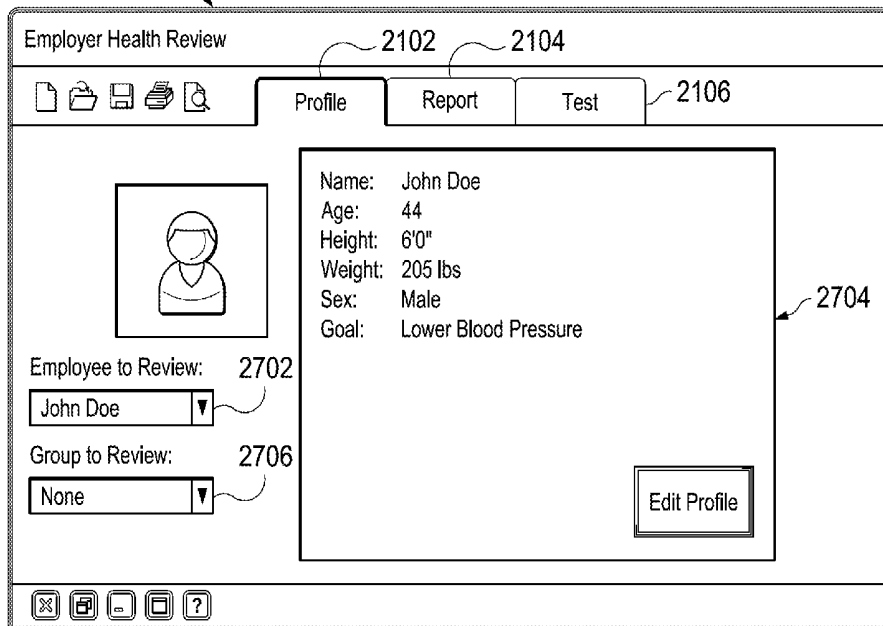 Employer Health Review
2102
2104
Profile
Report
Test
2106
Name: John Doe
Age: 44
Height: 6'0"
Weight: 205 lbs
Sex: Male
Goal: Lower Blood Pressure
2704
Employee to Review:
2702
John Doe
Group to Review:
2706
None
Edit Profile
?